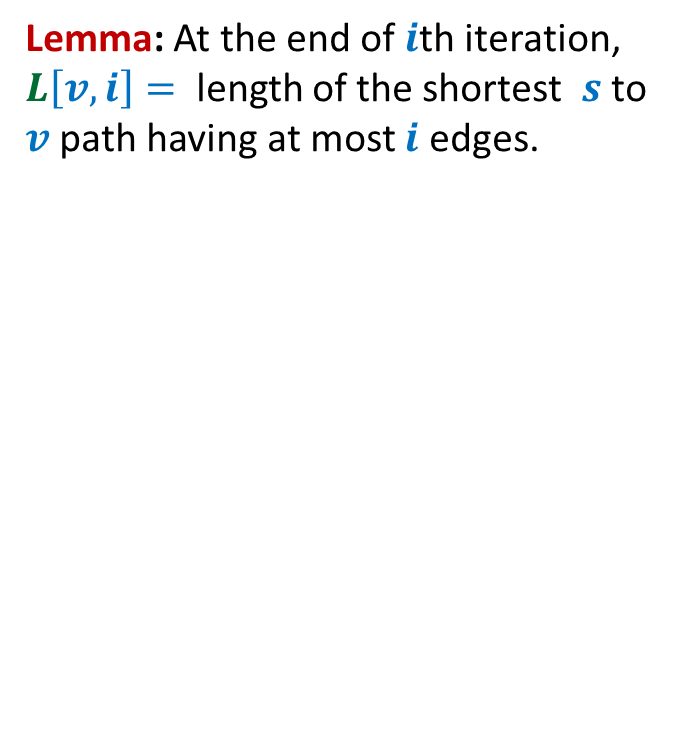 Lemma: At the end of ith iteration,
L[v, i] = length of the shortest s to
v path having at most i edges.